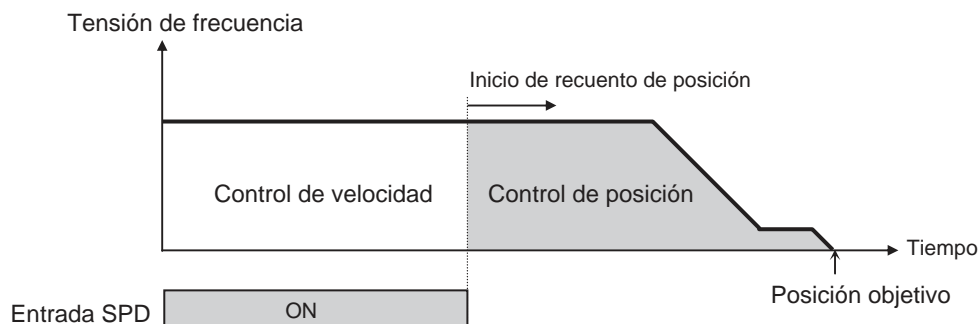 Tensión de frecuencia
Inicio de recuento de posición
Control de velocidad
Control de posición
Tiempo
Posición objetivo
Entrada SPD
ON